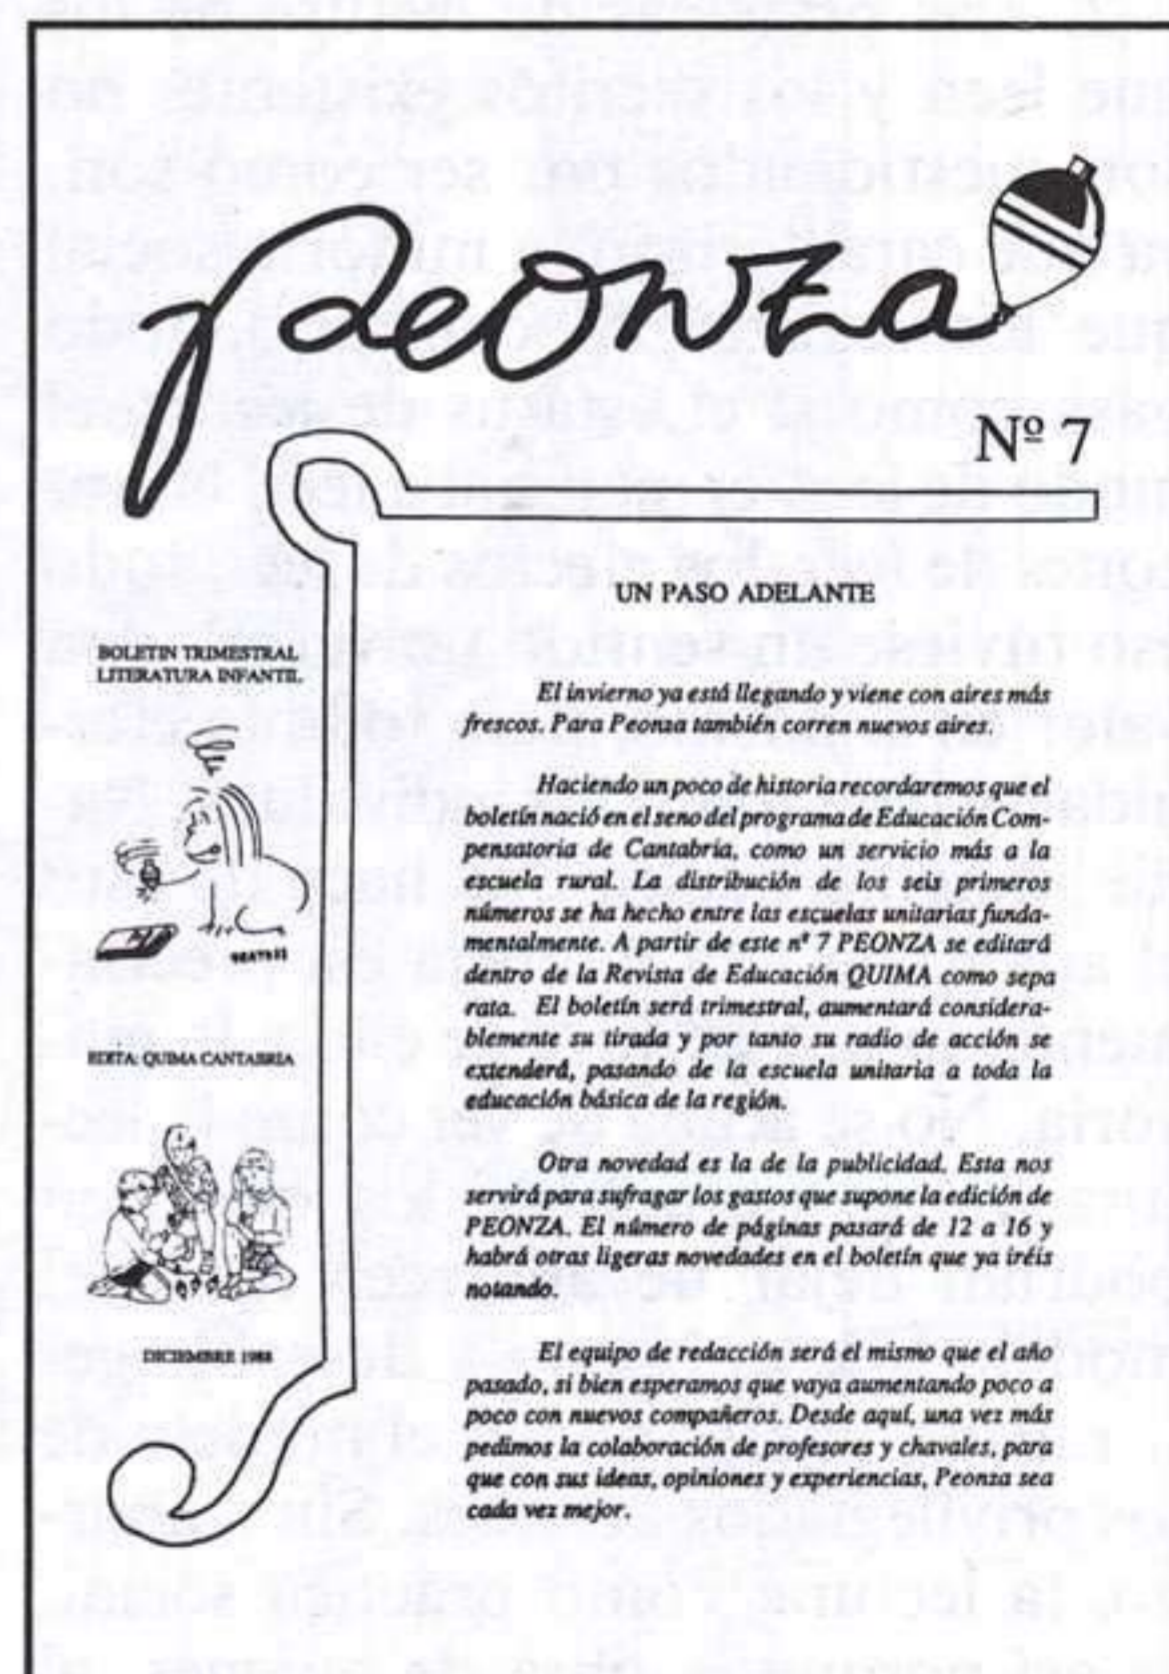 peonza
Nº 7
UN PASO ADELANTE
BOLETIN TRIMESTRAL
LITERATURA INFANTIL
EDITA: QUIMA CANTABRIA
DICIEMBRE 1988
El invierno ya está llegando y viene con aires más
frescos. Para Peonza también corren nuevos aires.
Haciendo un poco de historia recordaremos que el
boletín nació en el seno del programa de Educación Com-
pensatoria de Cantabria, como un servicio más a la
escuela rural. La distribución de los seis primeros
números se ha hecho entre las escuelas unitarias funda-
mentalmente. A partir de este nº 7 PEONZA se editará
dentro de la Revista de Educación QUIMA como sepa
rata. El boletín será trimestral, aumentará considera-
blemente su tirada y por tanto su radio de acción se
extenderá, pasando de la escuela unitaria a toda la
educación básica de la región.
Otra novedad es la de la publicidad. Esta nos
servirá para sufragar los gastos que supone la edición de
PEONZA. El número de páginas pasará de 12 a 16 y
habrá otras ligeras novedades en el boletín que ya iréis
notando.
El equipo de redacción será el mismo que el año
pasado, si bien esperamos que vaya aumentando poco a
poco con nuevos compañeros. Desde aquí, una vez más
pedimos la colaboración de profesores y chavales, para
que con sus ideas, opiniones y experiencias, Peonza sea
cada vez mejor.